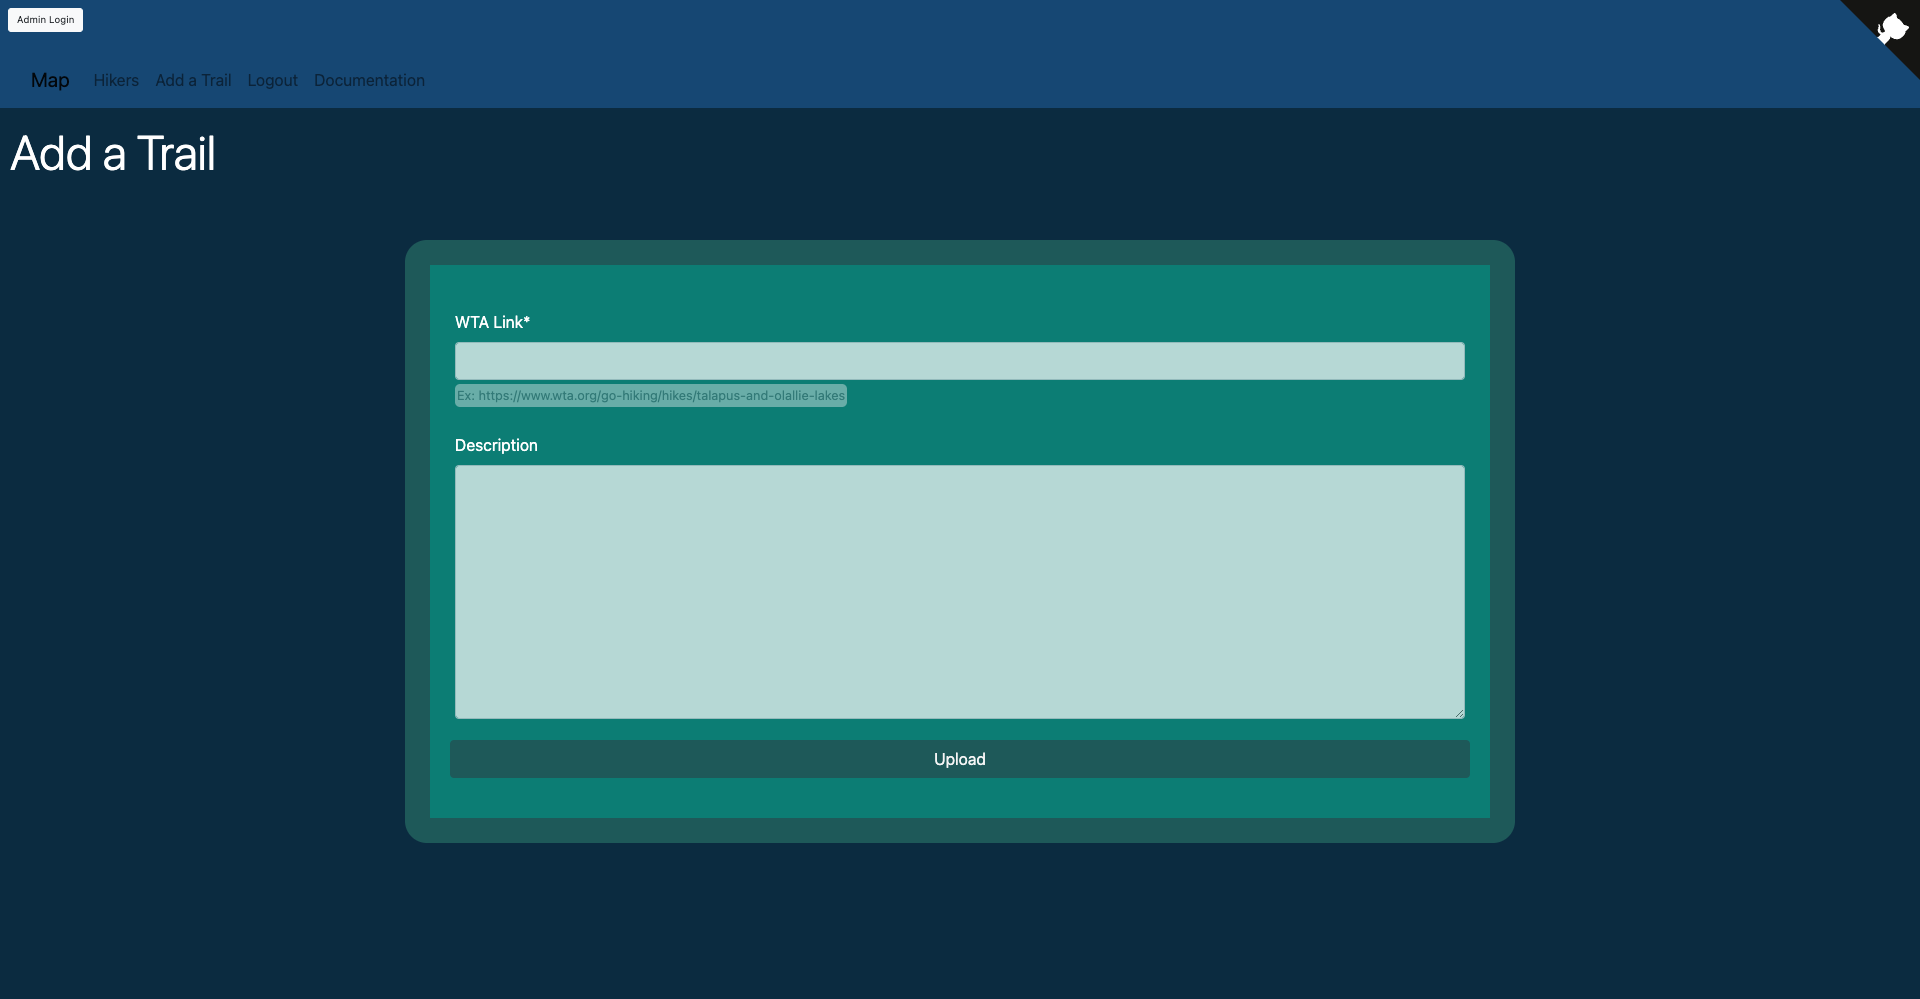 Admin Login
Map Hikers Add a Trail Logout Documentation
Add a Trail
WTA Link*
Ex: https://www.wta.org/go-hiking/hikes/talapus-and-olallie-lakes
Description
Upload